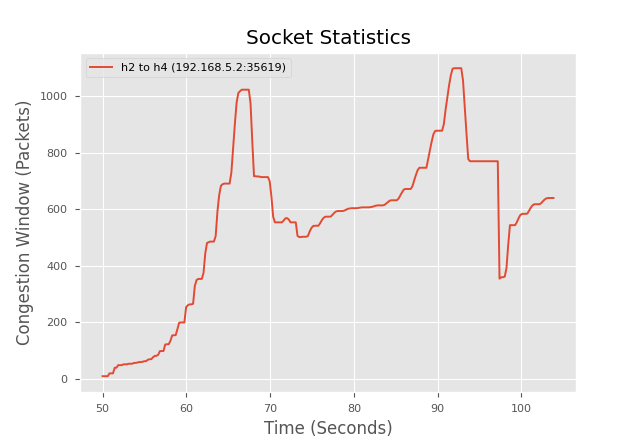 Socket Statistics
h2 to h4 (192.168.5.2:35619)
Congestion Window (Packets)
1000
800
600
400
200
0
50 60 70 80 90 100
Time (Seconds)